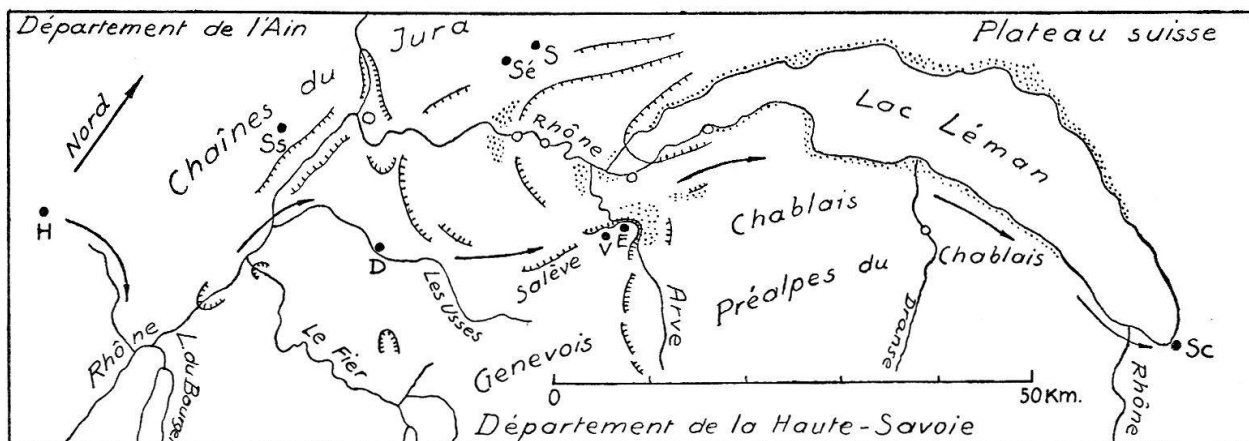 Département de l'Ain
Jura
Plateau suisse
Nord
Chaînes du
Ss
Sé
S
Rhône
Lac Léman
H
D
Les Usses
Salève
V
E
Chablais
Chablais
Préalpes du
Arve
Dranse
Rhône
L. du Bourget
Le Fier
Genevois
Sc
Rhône
0
50 Km.
Département de la Haute-Savoie